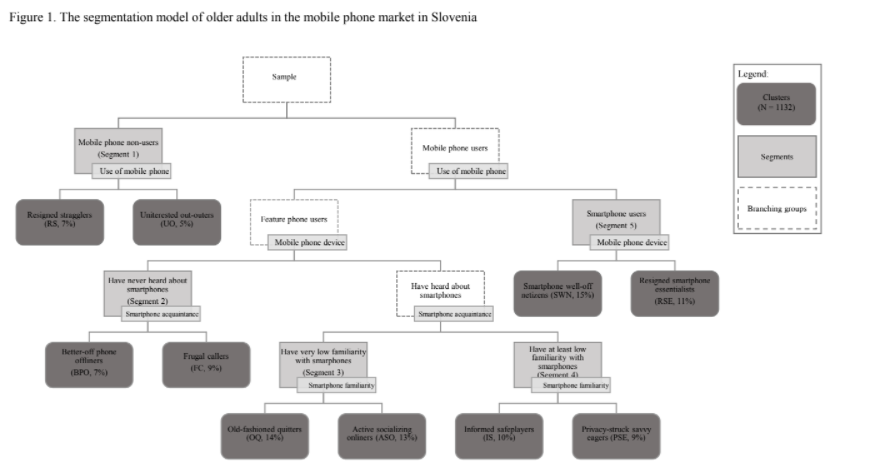 Figure 1. The segmentation model of older adults in the mobile phone market in Slovenia
Sample
Legend:
Clusters
(N = 1132)
Segments
Branching groups
Mobile phone non-users
(Segment 1)
Use of mobile phone
Mobile phone users
Use of mobile phone
Resigned stragglers
(RS, 7%)
Uniterested out-outers
(UO, 5%)
Feature phone users
Mobile phone device
Smartphone users
(Segment 5)
Mobile phone device
Have never heard about
smartphones
(Segment 2)
Smartphone acquaintance
Have heard about
smartphones
Smartphone acquaintance
Smartphone well-off
netizens (SWN, 15%)
Resigned smartphone
essentialists
(RSE, 11%)
Better-off phone
offliners
(BPO, 7%)
Frugal callers
(FC, 9%)
Have very low familiarity
with smarphones
(Segment 3)
Smartphone familiarity
Have at least low
familiarity with
smarphones
(Segment 4)
Smartphone familiarity
Old-fashioned quitters
(OQ, 14%)
Active socializing
onliners (ASO, 13%)
Informed safeplayers
(IS, 10%)
Privacy-struck savvy
eagers (PSE, 9%)